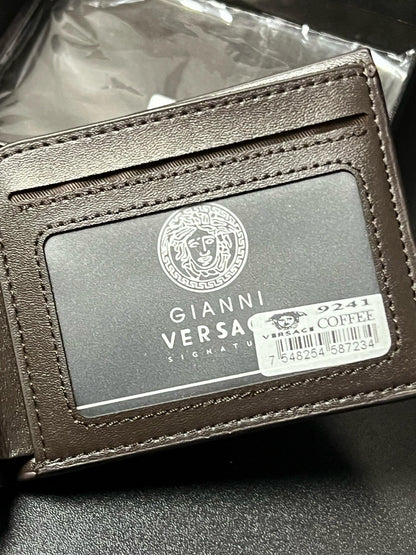 GIANNI
VERSAC
SIGNATU
9241
VERSACE COFFEE
7 548254 587234